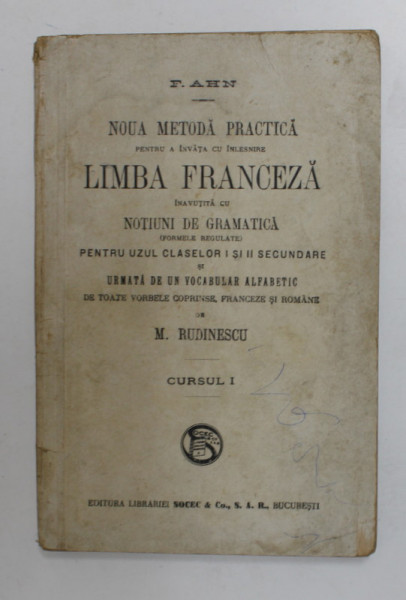 F. AHN
NOUA METODĂ PRACTICĂ
PENTRU A ÎNVĂȚA CU ÎNLESNIRE
LIMBA FRANCEZĂ
ÎNAVUȚITĂ CU
NOȚIUNI DE GRAMATICĂ
(FORMELE REGULATE)
PENTRU UZUL CLASELOR I ȘI II SECUNDARE
ȘI
URMATĂ DE UN VOCABULAR ALFABETIC
DE TOATE VORBELE COPRINSE, FRANCEZE ȘI ROMÂNE
DE
M. RUDINESCU
CURSUL I
EDITURA LIBRĂRIEI SOCEC & Co., S. A. R., BUCUREȘTI